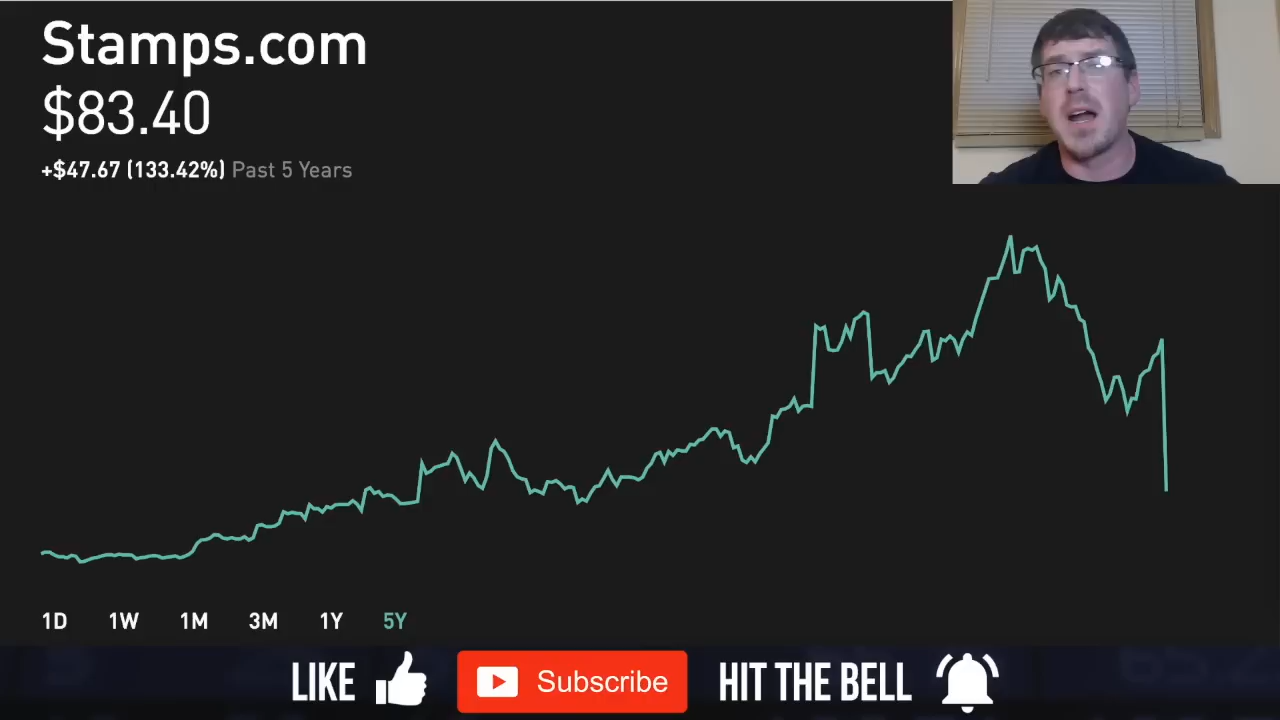 Stamps.com
$83.40
+$47.67 (133.42%) Past 5 Years
1D 1W 1M 3M 1Y 5Y
LIKE Subscribe HIT THE BELL